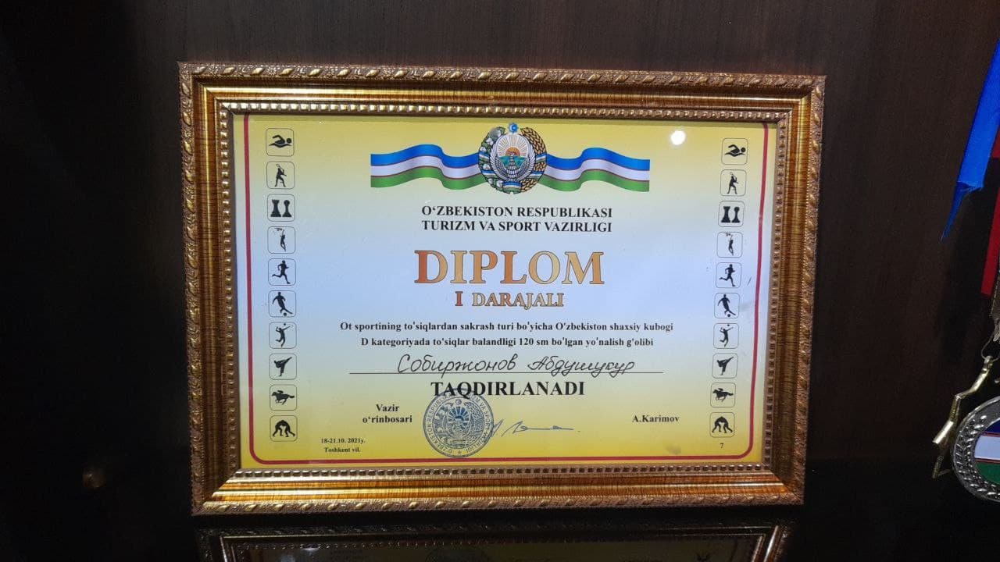 O‘ZBEKISTON RESPUBLIKASI
TURIZM VA SPORT VAZIRLIGI
DIPLOM
I DARAJALI
Ot sportining to'siqlardan sakrash turi bo'yicha O'zbekiston shaxsiy kubogi
D kategoriyada to'siqlar balandligi 120 sm bo'lgan yo'nalish g'olibi
Собиржонов Абдушукур
TAQDIRLANADI
Vazir
o‘rinbosari
A.Karimov
18-21.10. 2021y.
Toshkent vil.
7